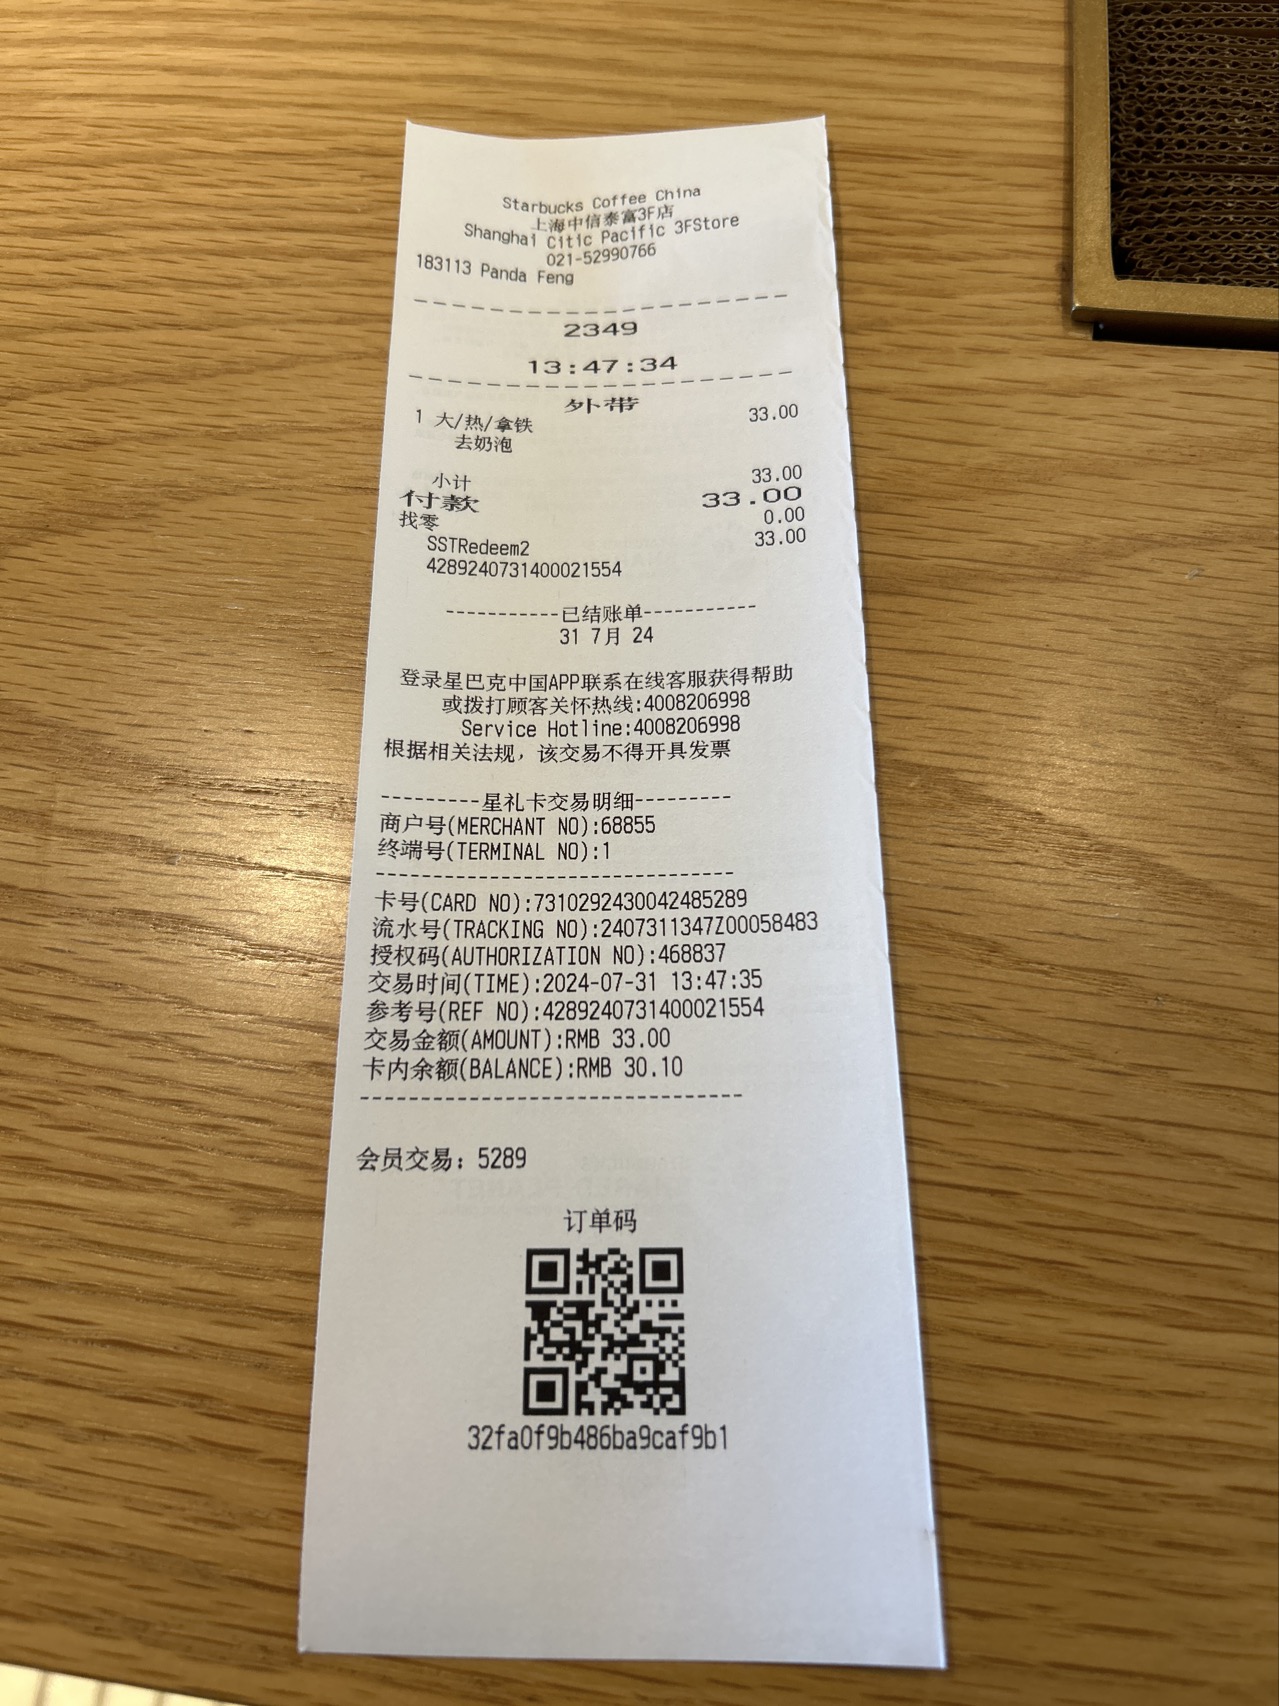 Starbucks Coffee China
上海中信泰富3F店
Shanghai Citic Pacific 3FStore
021-52990766
183113 Panda Feng
2349
13:47:34
外带
1 大/热/拿铁 33.00
去奶泡
小计 33.00
付款 33.00
找零 0.00
SSTRedeem2 33.00
4289240731400021554
-----------已结账单-----------
31 7月 24
登录星巴克中国APP联系在线客服获得帮助
或拨打顾客关怀热线:4008206998
Service Hotline:4008206998
根据相关法规，该交易不得开具发票
---------星礼卡交易明细---------
商户号(MERCHANT NO):68855
终端号(TERMINAL NO):1
卡号(CARD NO):7310292430042485289
流水号(TRACKING NO):2407311347Z00058483
授权码(AUTHORIZATION NO):468837
交易时间(TIME):2024-07-31 13:47:35
参考号(REF NO):4289240731400021554
交易金额(AMOUNT):RMB 33.00
卡内余额(BALANCE):RMB 30.10
会员交易: 5289
订单码
32fa0f9b486ba9caf9b1